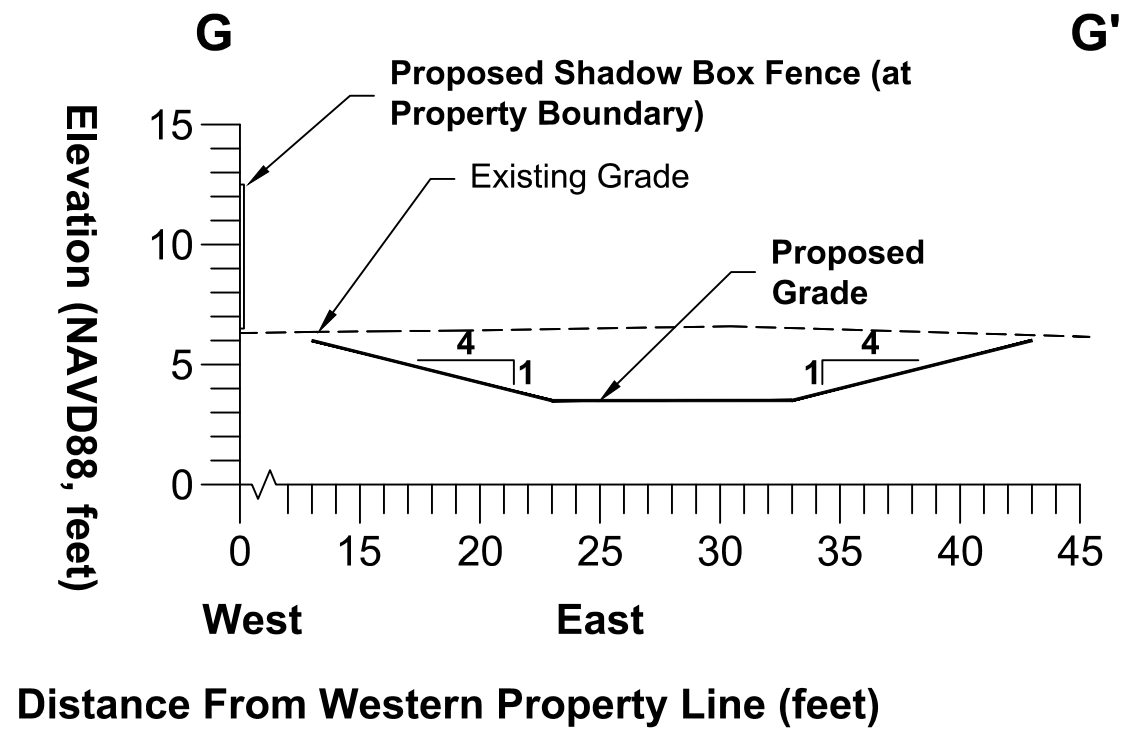 G
G'
Proposed Shadow Box Fence (at
Property Boundary)
Existing Grade
Proposed
Grade
Elevation (NAVD88, feet)
15
10
5
0
4
1
4
1
0 15 20 25 30 35 40 45
West East
Distance From Western Property Line (feet)